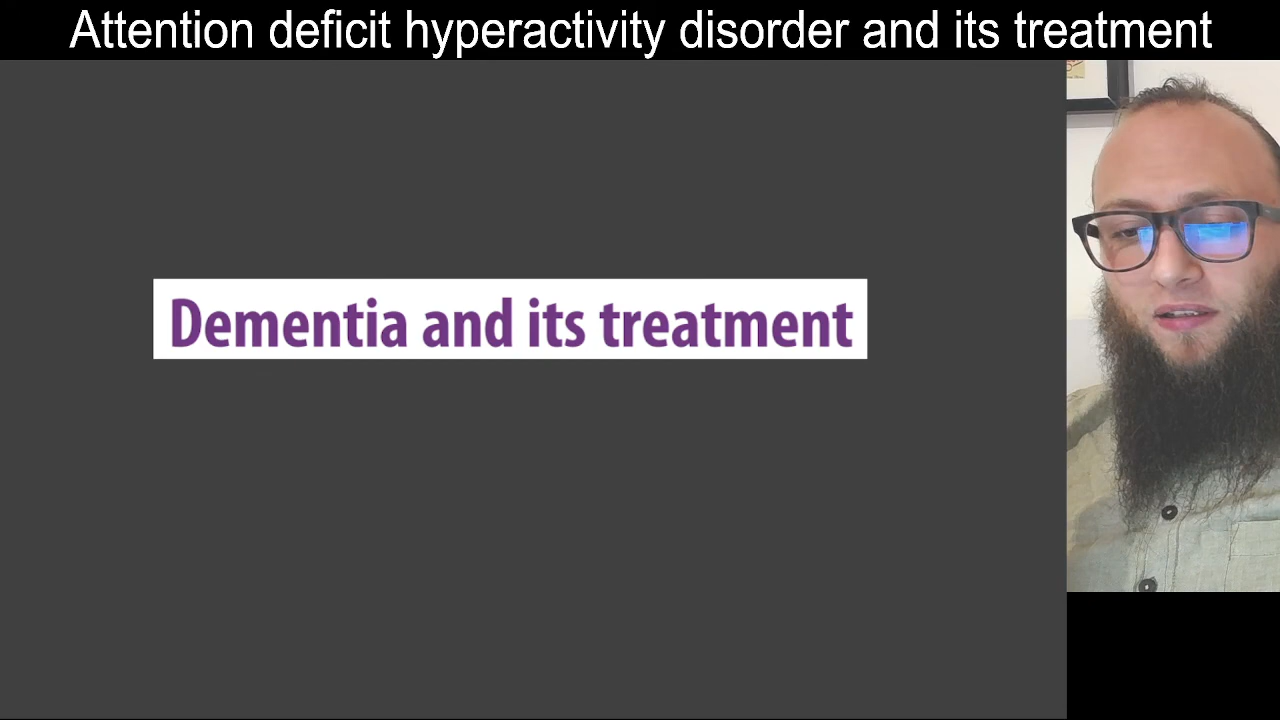 Attention deficit hyperactivity disorder and its treatment
Dementia and its treatment